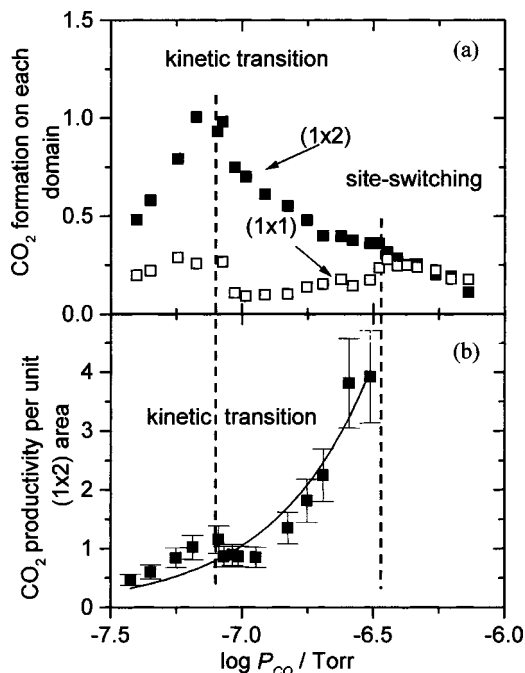 1.5
(a)
kinetic transition
1.0
(1x2)
site-switching
0.5
(1x1)
0.0
CO₂ formation on each
domain
(b)
4
3
kinetic transition
2
1
0
CO₂ productivity per unit
(1x2) area
-7.5 -7.0 -6.5 -6.0
log P_CO / Torr